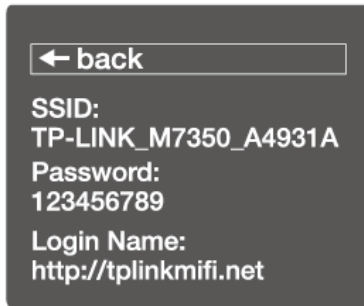 back
SSID:
TP-LINK_M7350_A4931A
Password:
123456789
Login Name:
http://tplinkmifi.net